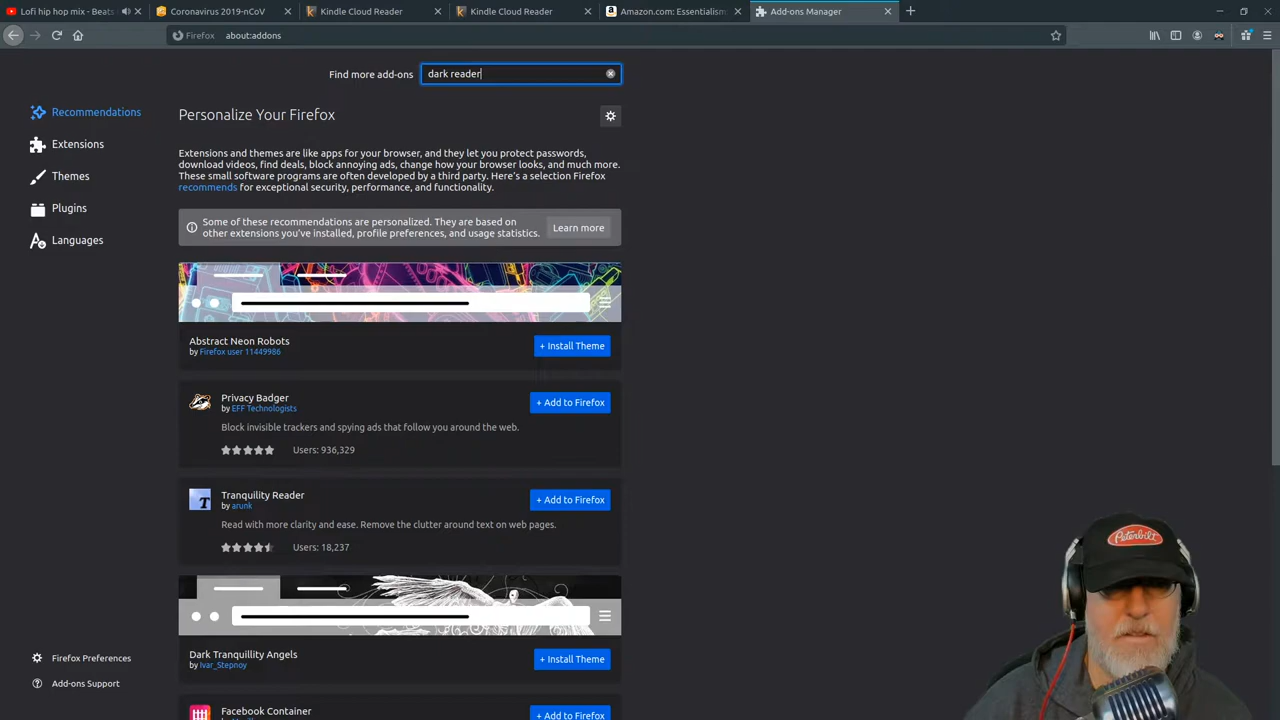 Lofi hip hop mix - Beats
Coronavirus 2019-nCoV
Kindle Cloud Reader
Kindle Cloud Reader
Amazon.com: Essentialism
Add-ons Manager
Firefox
about:addons
Find more add-ons
dark reader
Recommendations
Extensions
Themes
Plugins
Languages
Personalize Your Firefox
Extensions and themes are like apps for your browser, and they let you protect passwords,
download videos, find deals, block annoying ads, change how your browser looks, and much more.
These small software programs are often developed by a third party. Here's a selection Firefox
recommends for exceptional security, performance, and functionality.
Some of these recommendations are personalized. They are based on
other extensions you've installed, profile preferences, and usage statistics.
Learn more
Abstract Neon Robots
by Firefox user 11449986
+ Install Theme
Privacy Badger
by EFF Technologists
+ Add to Firefox
Block invisible trackers and spying ads that follow you around the web.
Users: 936,329
Tranquility Reader
by arunk
+ Add to Firefox
Read with more clarity and ease. Remove the clutter around text on web pages.
Users: 18,237
Dark Tranquillity Angels
by Ivar_Stepnoy
+ Install Theme
Facebook Container
+ Add to Firefox
Firefox Preferences
Add-ons Support
Peterbilt